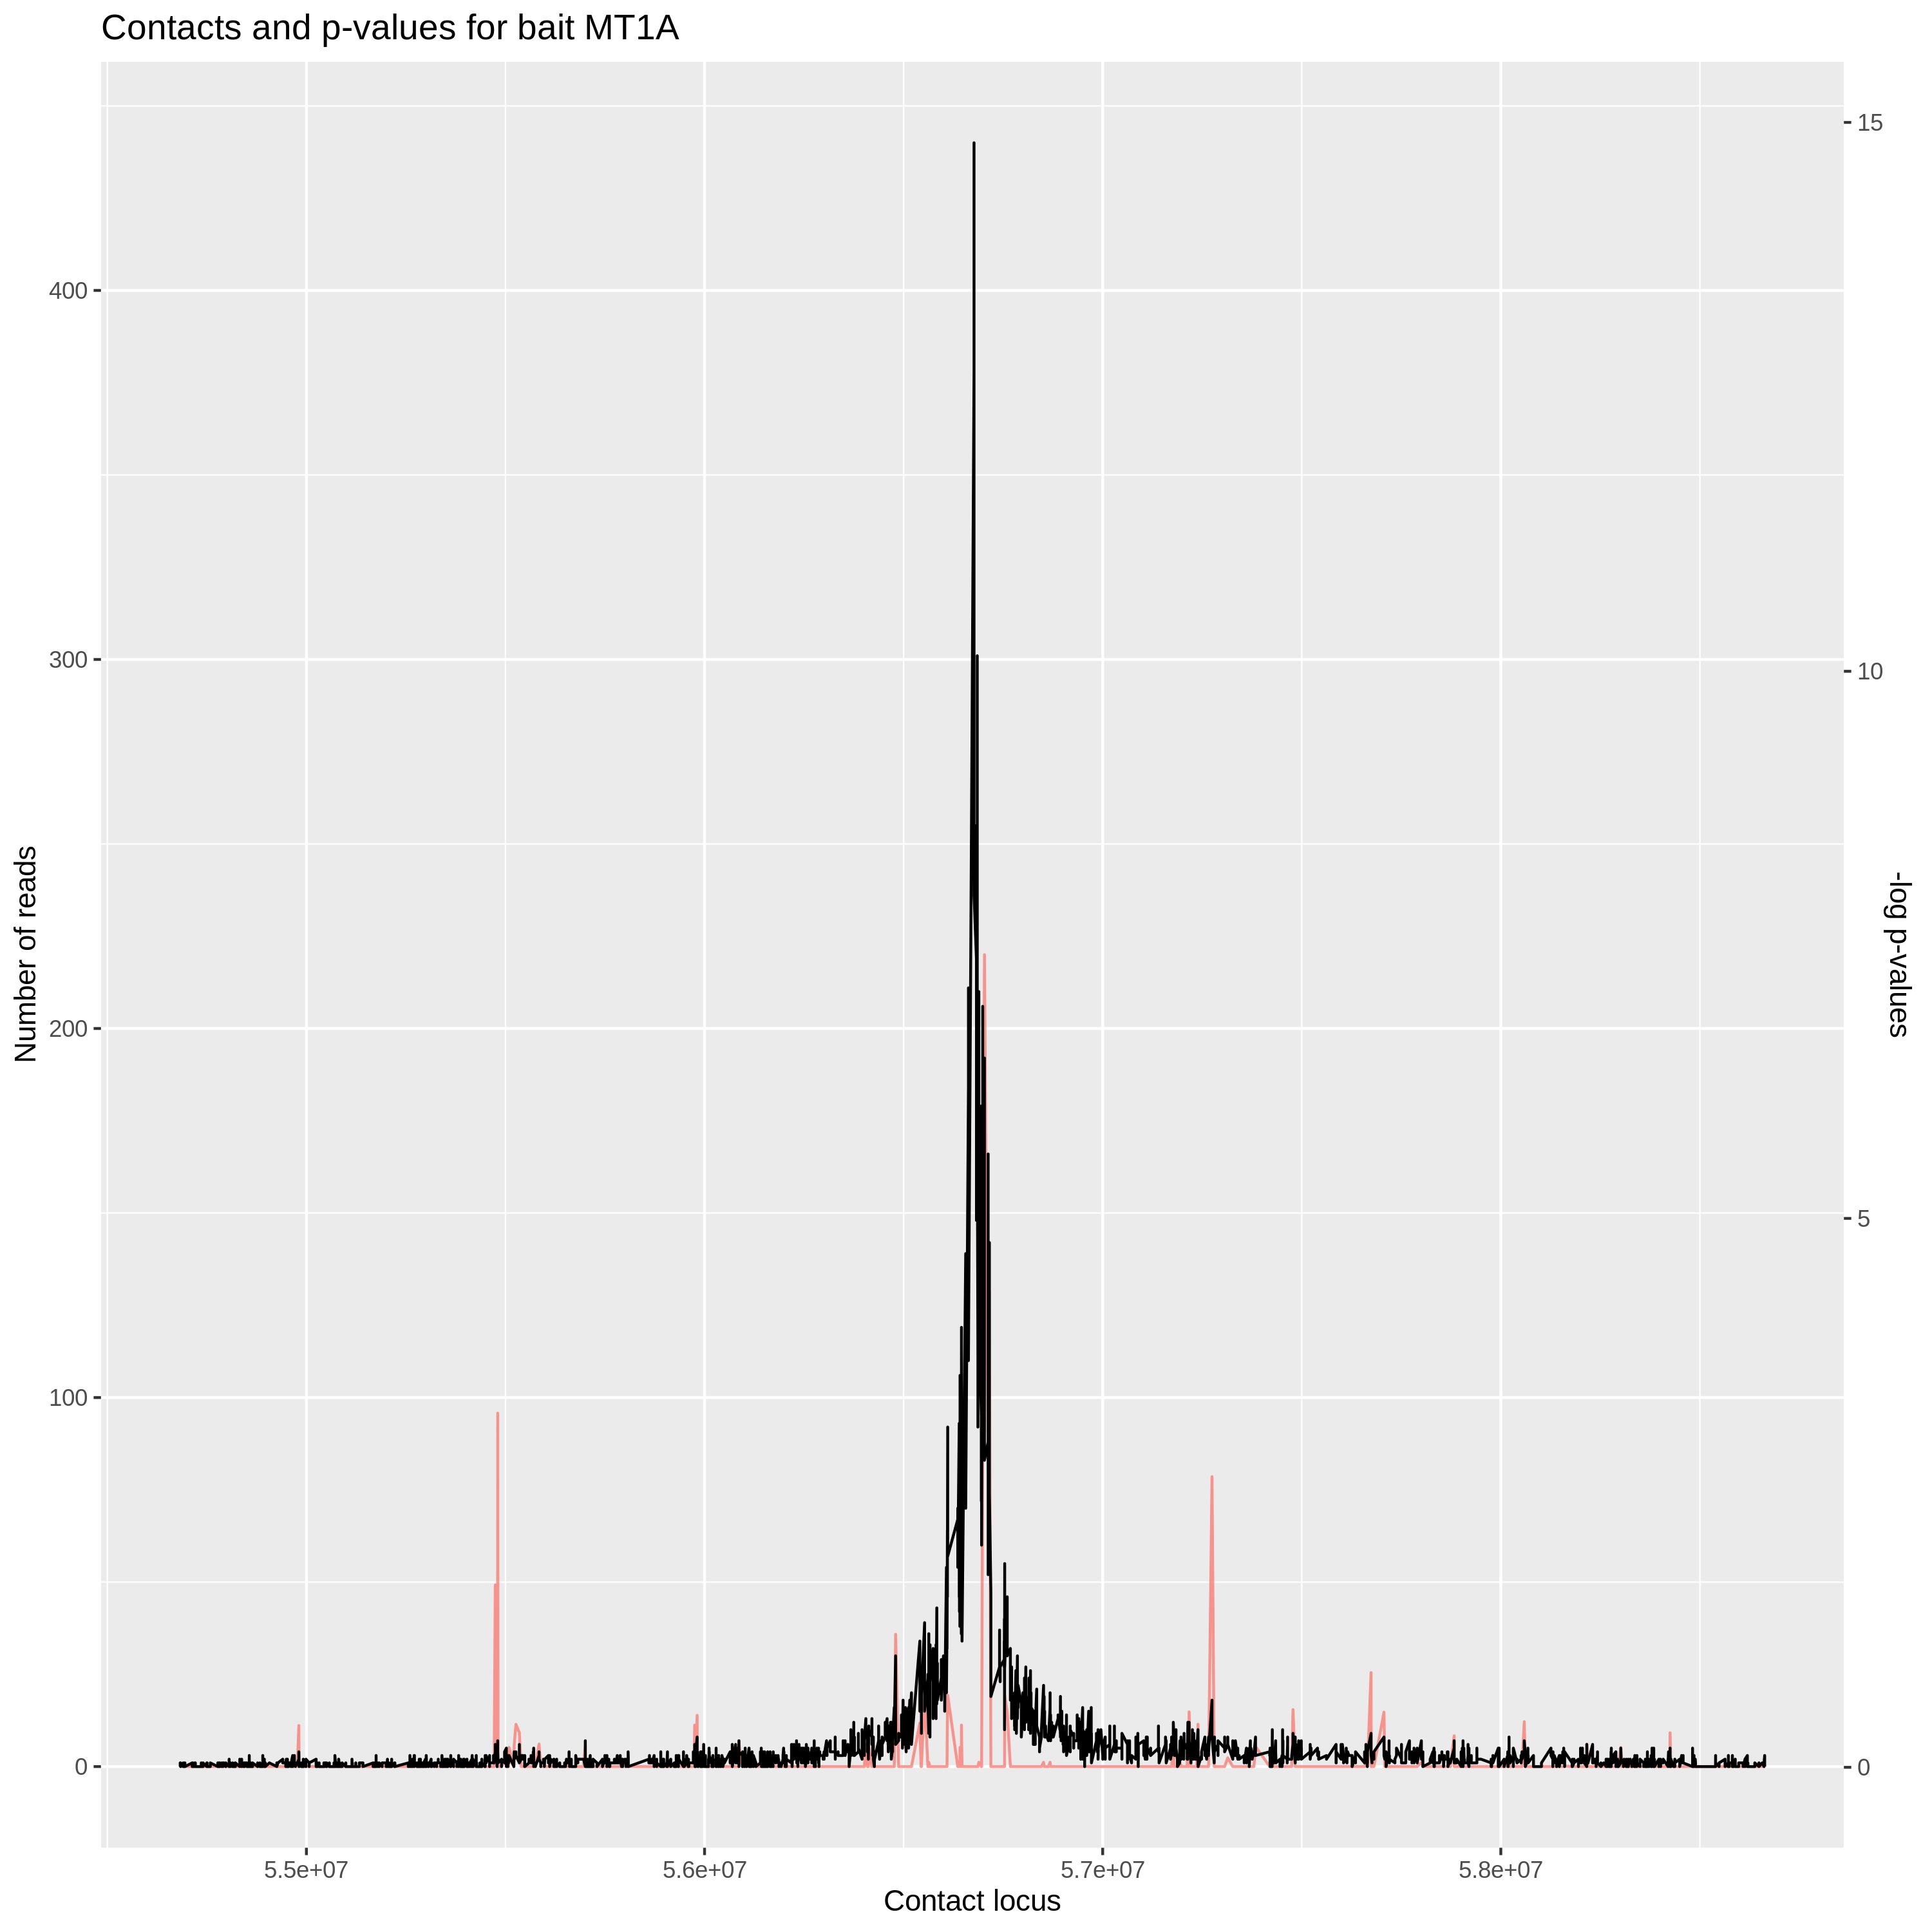 Contacts and p-values for bait MT1A
15
400
300
10
Number of reads
-log p-values
200
5
100
0
0
5.5e+07
5.6e+07
5.7e+07
5.8e+07
Contact locus